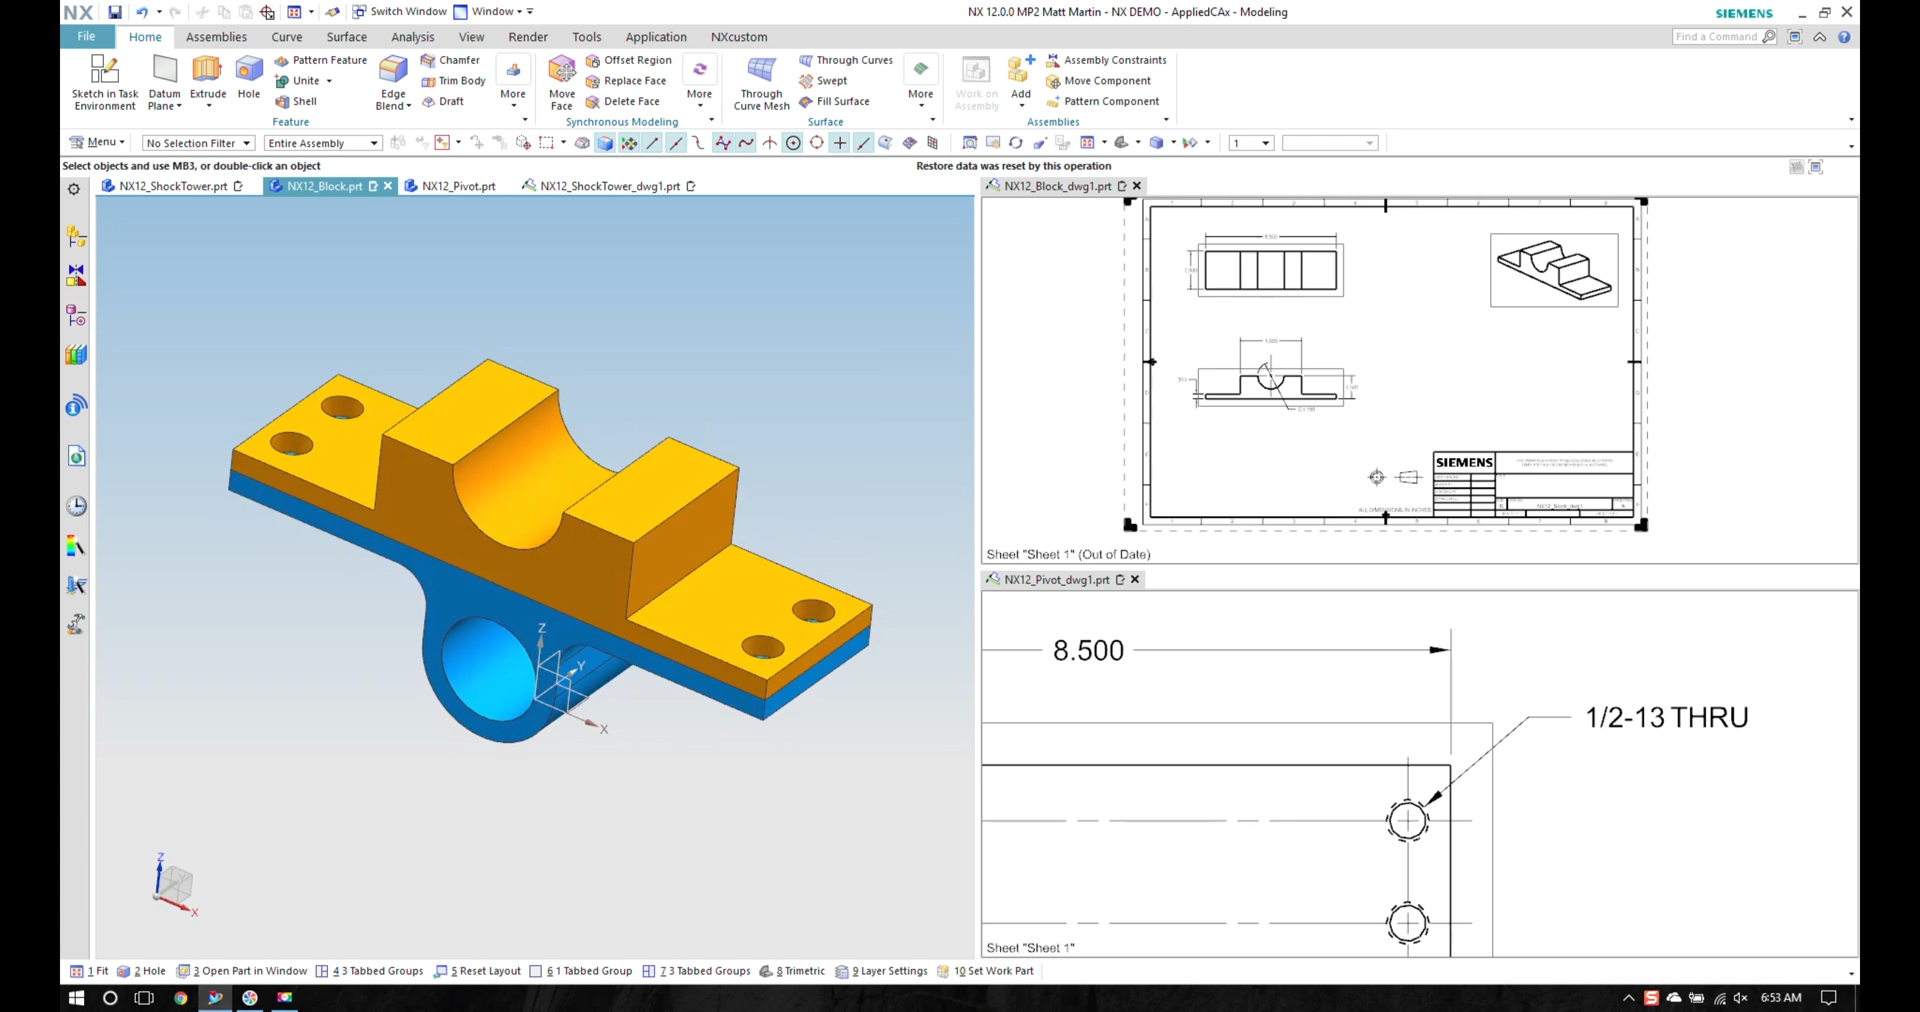 NX
Switch Window
Window
NX 12.0.0 MP2 Matt Martin - NX DEMO - AppliedCAx - Modeling
SIEMENS
File Home Assemblies Curve Surface Analysis View Render Tools Application NXcustom
Find a Command
Sketch in Task Environment
Datum Plane
Extrude
Hole
Pattern Feature
Unite
Shell
Edge Blend
Chamfer
Trim Body
Draft
More
Feature
Move Face
Offset Region
Replace Face
Delete Face
More
Synchronous Modeling
Through Curve Mesh
Through Curves
Swept
Fill Surface
More
Surface
Work on Assembly
Add
Assembly Constraints
Move Component
Pattern Component
Assemblies
Menu
No Selection Filter
Entire Assembly
1
Select objects and use MB3, or double-click an object
Restore data was reset by this operation
NX12_ShockTower.prt
NX12_Block.prt
NX12_Pivot.prt
NX12_ShockTower_dwg1.prt
NX12_Block_dwg1.prt
SIEMENS
ALL DIMENSIONS IN INCHES
NX12_Block_dwg1
Sheet "Sheet 1" (Out of Date)
NX12_Pivot_dwg1.prt
8.500
1/2-13 THRU
Sheet "Sheet 1"
Z
Y
X
Z
X
1 Fit
2 Hole
3 Open Part in Window
4 3 Tabbed Groups
5 Reset Layout
6 1 Tabbed Group
7 3 Tabbed Groups
8 Trimetric
9 Layer Settings
10 Set Work Part
6:53 AM